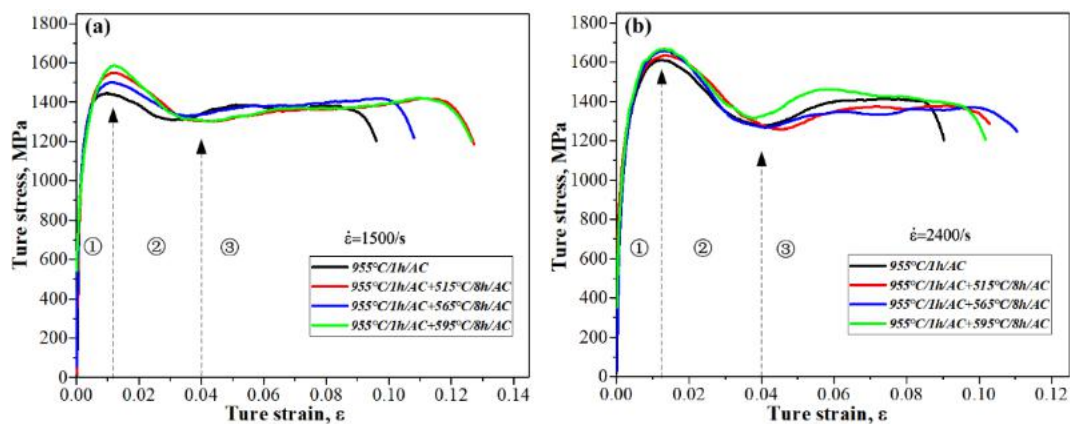 (a)
1800
1600
1400
1200
1000
800
600
400
200
0
Ture stress, MPa
① ② ③
ε̇=1500/s
955°C/1h/AC
955°C/1h/AC+515°C/8h/AC
955°C/1h/AC+565°C/8h/AC
955°C/1h/AC+595°C/8h/AC
0.00 0.02 0.04 0.06 0.08 0.10 0.12 0.14
Ture strain, ε
(b)
1800
1600
1400
1200
1000
800
600
400
200
0
Ture stress, MPa
① ② ③
ε̇=2400/s
955°C/1h/AC
955°C/1h/AC+515°C/8h/AC
955°C/1h/AC+565°C/8h/AC
955°C/1h/AC+595°C/8h/AC
0.00 0.02 0.04 0.06 0.08 0.10 0.12
Ture strain, ε